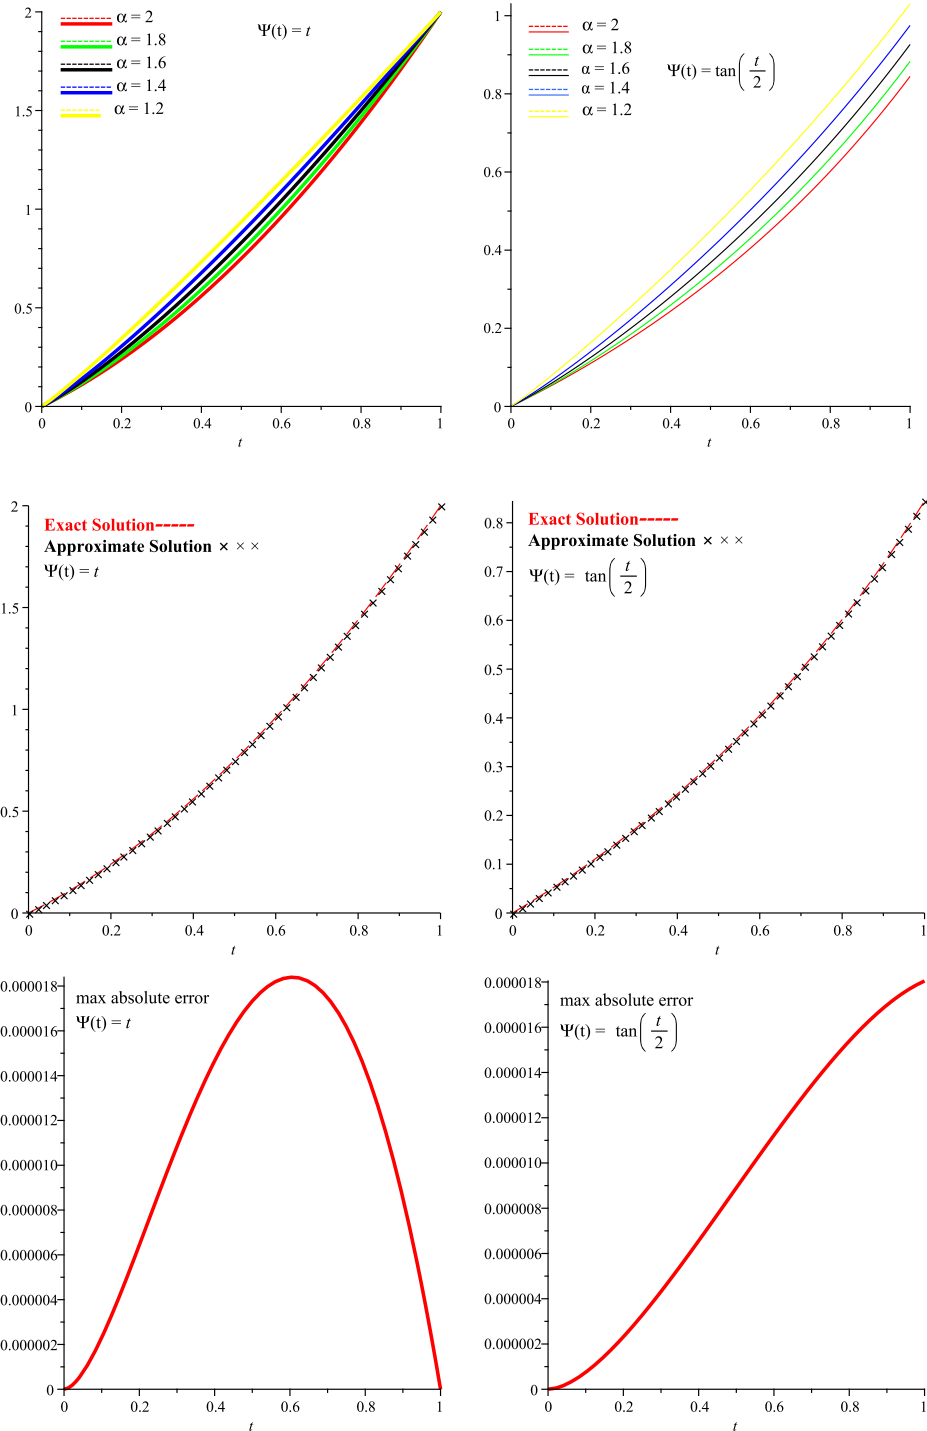 2
1.5
1
0.5
0
0
0.2
0.4
0.6
0.8
1
t
α = 2
α = 1.8
α = 1.6
α = 1.4
α = 1.2
Ψ(t) = t
1
0.8
0.6
0.4
0.2
0
0
0.2
0.4
0.6
0.8
1
t
α = 2
α = 1.8
α = 1.6
α = 1.4
α = 1.2
Ψ(t) = tan(t/2)
2
1.5
1
0.5
0
0
0.2
0.4
0.6
0.8
1
t
Exact Solution------
Approximate Solution × × ×
Ψ(t) = t
0.8
0.7
0.6
0.5
0.4
0.3
0.2
0.1
0
0
0.2
0.4
0.6
0.8
1
t
Exact Solution-----
Approximate Solution × × ×
Ψ(t) = tan(t/2)
0.000018
0.000016
0.000014
0.000012
0.000010
0.000008
0.000006
0.000004
0.000002
0
0
0.2
0.4
0.6
0.8
1
t
max absolute error
Ψ(t) = t
0.000018
0.000016
0.000014
0.000012
0.000010
0.000008
0.000006
0.000004
0.000002
0
0
0.2
0.4
0.6
0.8
1
t
max absolute error
Ψ(t) = tan(t/2)